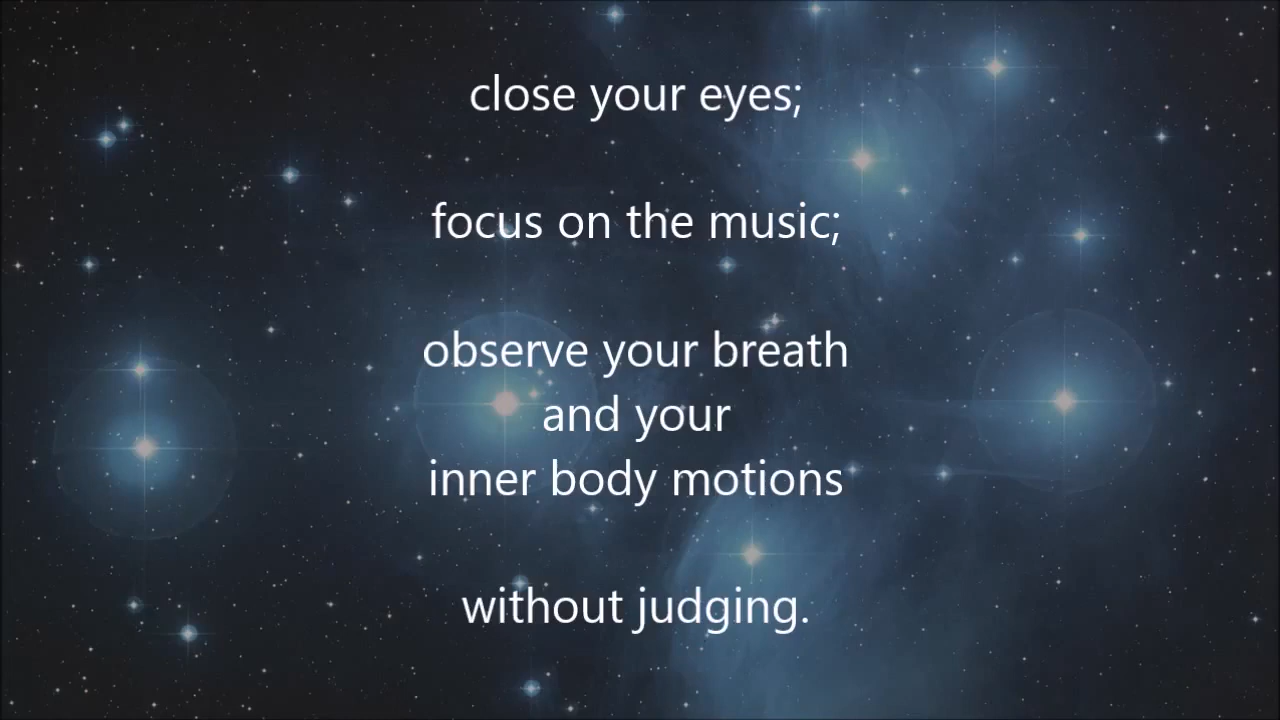 close your eyes;
focus on the music;
observe your breath
and your
inner body motions
without judging.